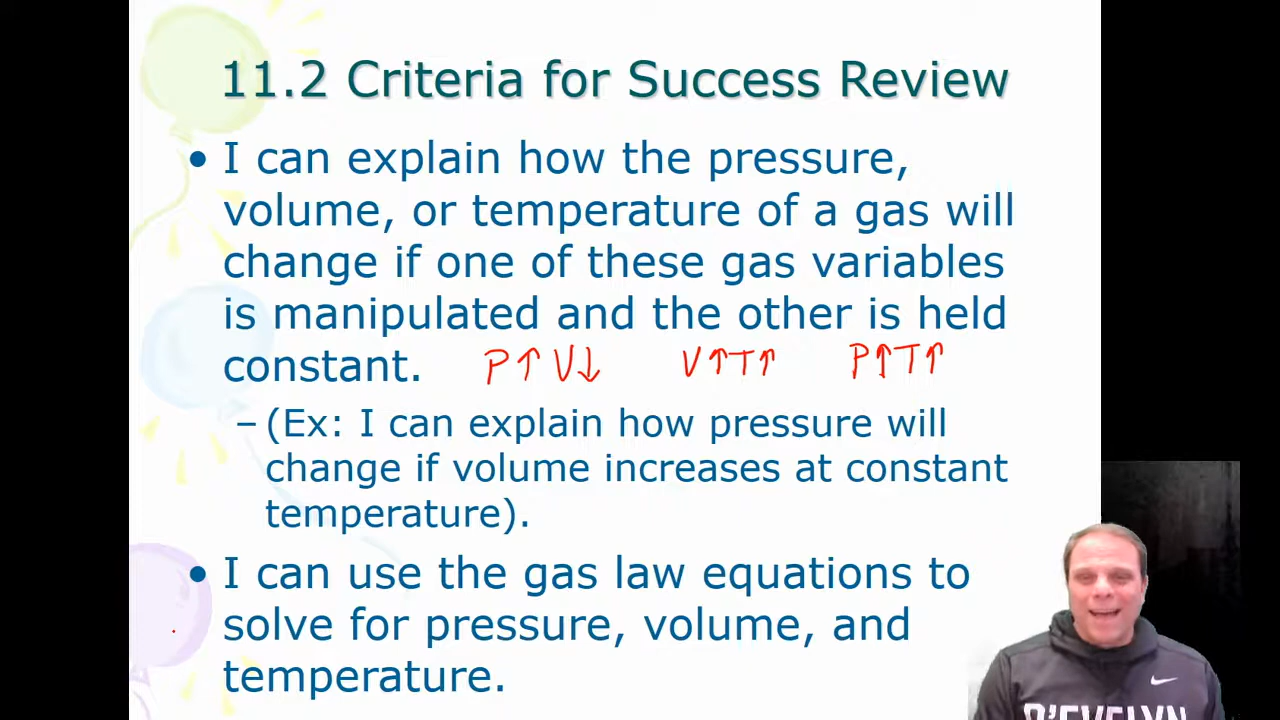 11.2 Criteria for Success Review
• I can explain how the pressure,
volume, or temperature of a gas will
change if one of these gas variables
is manipulated and the other is held
constant. P↑ V↓ V↑T↑ P↑T↑
– (Ex: I can explain how pressure will
change if volume increases at constant
temperature).
• I can use the gas law equations to
solve for pressure, volume, and
temperature.
D'EVELYN